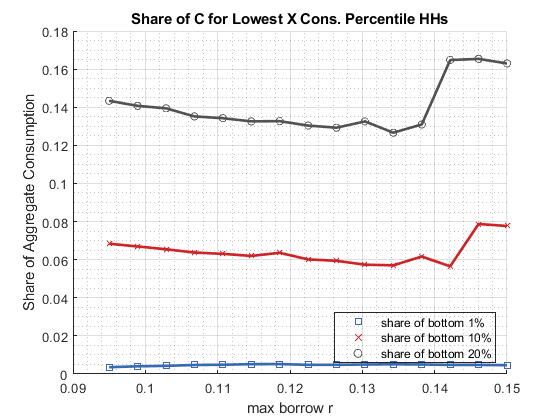 Share of C for Lowest X Cons. Percentile HHs
Share of Aggregate Consumption
0.18
0.16
0.14
0.12
0.1
0.08
0.06
0.04
0.02
0
share of bottom 1%
share of bottom 10%
share of bottom 20%
0.09
0.1
0.11
0.12
0.13
0.14
0.15
max borrow r